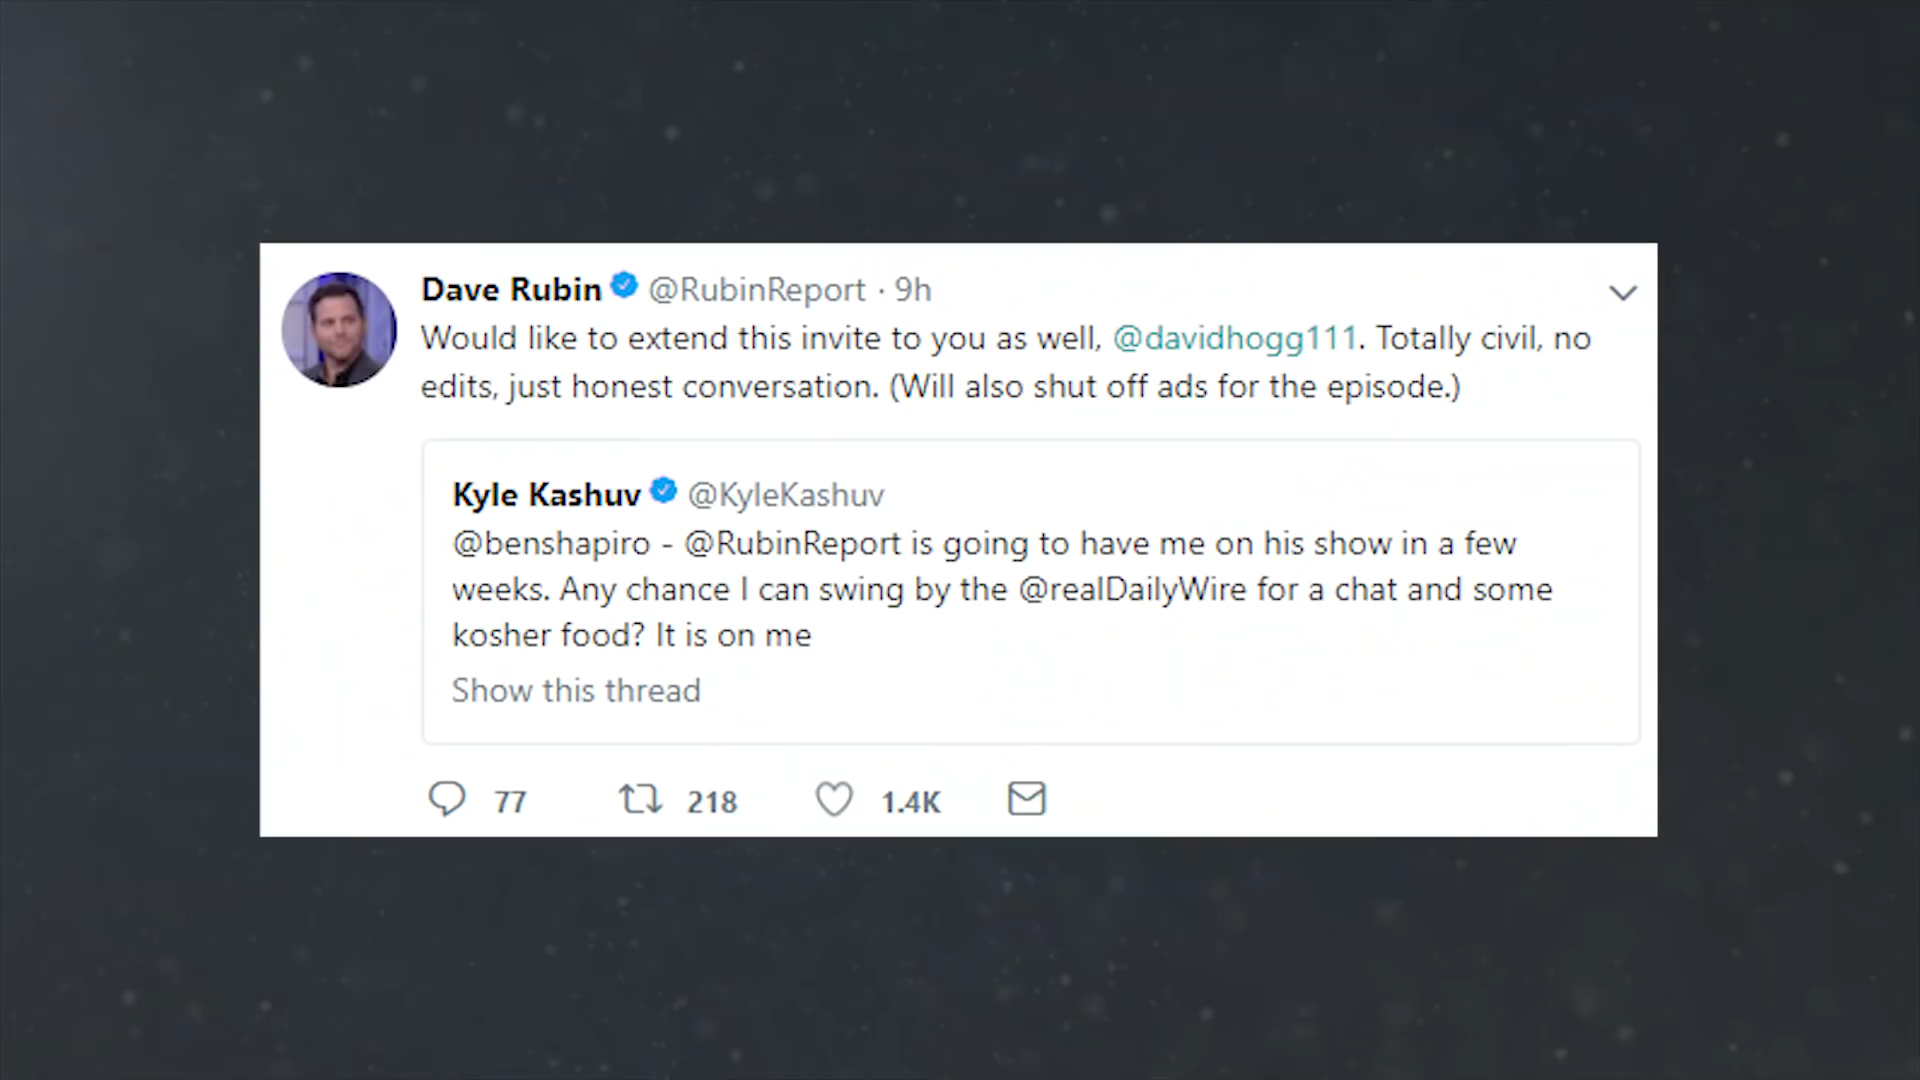 Dave Rubin @RubinReport · 9h
Would like to extend this invite to you as well, @davidhogg111. Totally civil, no
edits, just honest conversation. (Will also shut off ads for the episode.)
Kyle Kashuv @KyleKashuv
@benshapiro - @RubinReport is going to have me on his show in a few
weeks. Any chance I can swing by the @realDailyWire for a chat and some
kosher food? It is on me
Show this thread
77 218 1.4K